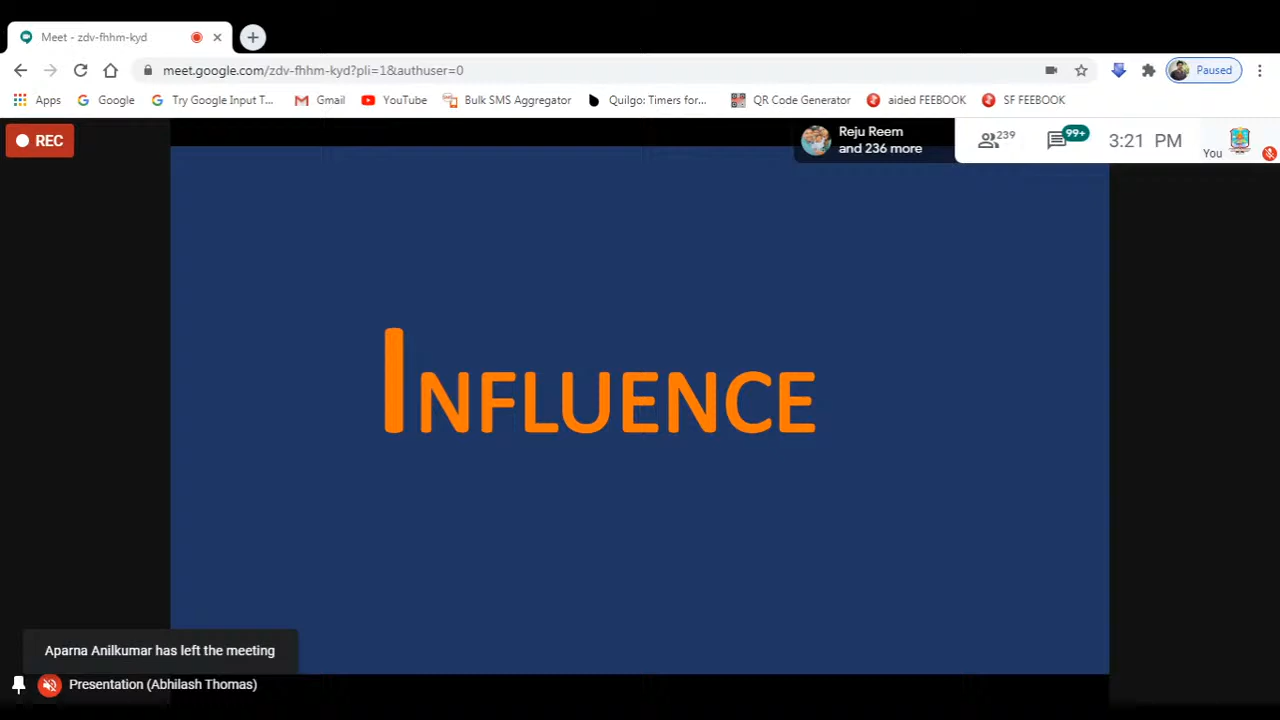 Meet - zdv-fhhm-kyd
meet.google.com/zdv-fhhm-kyd?pli=1&authuser=0
Paused
Apps Google Try Google Input T... Gmail YouTube Bulk SMS Aggregator Quilgo: Timers for... QR Code Generator aided FEEBOOK SF FEEBOOK
REC
Reju Reem
and 236 more
239
99+
3:21 PM
You
INFLUENCE
Aparna Anilkumar has left the meeting
Presentation (Abhilash Thomas)